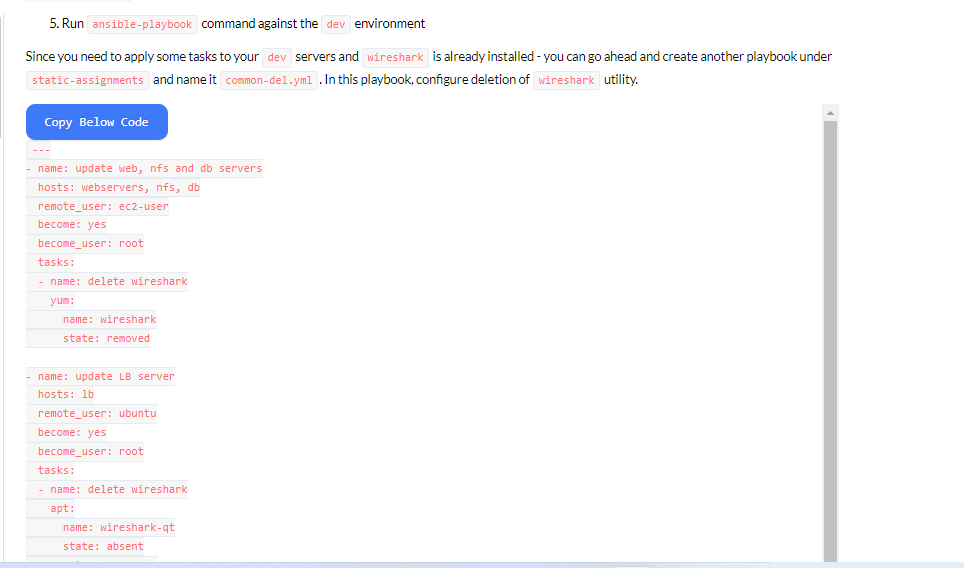 5. Run ansible-playbook command against the dev environment
Since you need to apply some tasks to your dev servers and wireshark is already installed - you can go ahead and create another playbook under
static-assignments and name it common-del.yml . In this playbook, configure deletion of wireshark utility.
Copy Below Code
---
- name: update web, nfs and db servers
  hosts: webservers, nfs, db
  remote_user: ec2-user
  become: yes
  become_user: root
  tasks:
  - name: delete wireshark
    yum:
      name: wireshark
      state: removed
- name: update LB server
  hosts: lb
  remote_user: ubuntu
  become: yes
  become_user: root
  tasks:
  - name: delete wireshark
    apt:
      name: wireshark-qt
      state: absent